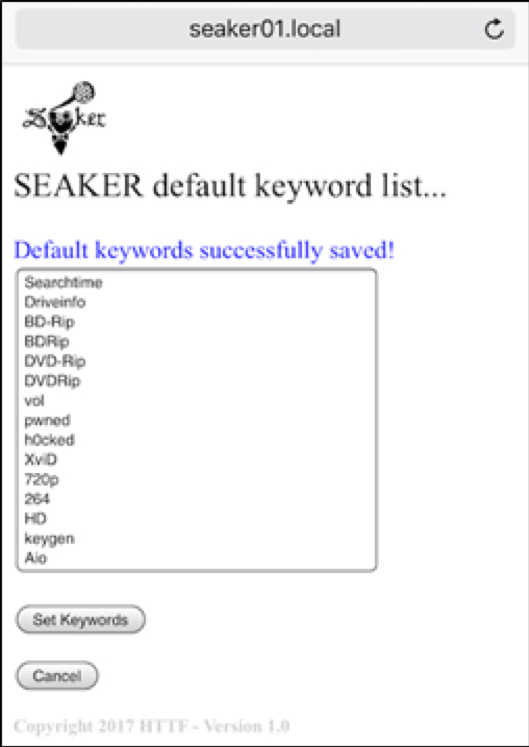 seaker01.local
Seaker
SEAKER default keyword list...
Default keywords successfully saved!
Searchtime
Driveinfo
BD-Rip
BDRip
DVD-Rip
DVDRip
vol
pwned
h0cked
XviD
720p
264
HD
keygen
Aio
Set Keywords
Cancel
Copyright 2017 HTTF - Version 1.0